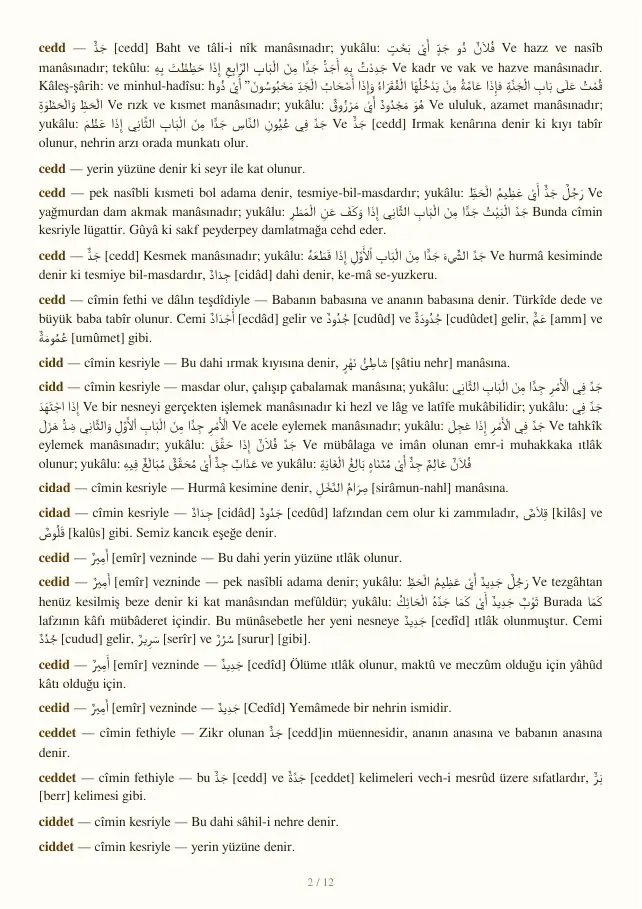 cedd — جَدٌّ [cedd] Baht ve tâli-i nîk manâsınadır; yukâlu: فُلَانٌ ذُو جَدٍّ أَيْ بَخْتٍ Ve hazz ve nasîb
manâsınadır; tekûlu: جَدِدْتُ بِهِ أَجَدُّ جَدًّا مِنَ الْبَابِ الرَّابِعِ إِذَا حَظِظْتَ بِهِ Ve kadr ve vak ve hazve manâsınadır.
Kâleş-şârih: ve minhul-hadîsu: قُمْتُ عَلَى بَابِ الْجَنَّةِ فَإِذَا عَامَّةُ مِنْ يَدْخُلُهَا الْفُقَرَاءُ وَإِذَا أَصْحَابُ الْجَدِّ مَحْبُوسُونَ” أَيْ ذُوو
الْحَظِّ وَالْحَظْوَةِ Ve rızk ve kısmet manâsınadır; yukâlu: هُوَ مَجْدُودٌ أَيْ مَرْزُوقٌ Ve ululuk, azamet manâsınadır;
yukâlu: جَدَّ فِي عُيُونِ النَّاسِ جَدًّا مِنَ الْبَابِ الثَّانِي إِذَا عَظُمَ Ve جَدٌّ [cedd] Irmak kenârına denir ki kıyı tabîr
olunur, nehrin arzı orada munkatı olur.
cedd — yerin yüzüne denir ki seyr ile kat olunur.
cedd — pek nasîbli kısmeti bol adama denir, tesmiye-bil-masdardır; yukâlu: رَجُلٌ جَدٌّ أَيْ عَظِيمُ الْحَظِّ Ve
yağmurdan dam akmak manâsınadır; yukâlu: جَدَّ الْبَيْتُ جَدًّا مِنَ الْبَابِ الثَّانِي إِذَا وَكَفَ عَنِ الْمَطَرِ Bunda cîmin
kesriyle lügattir. Gûyâ ki sakf peyderpey damlatmağa cehd eder.
cedd — جَدٌّ [cedd] Kesmek manâsınadır; yukâlu: جَدَّ الشَّيْءَ جَدًّا مِنَ الْبَابِ الْأَوَّلِ إِذَا قَطَعَهُ Ve hurmâ kesiminde
denir ki tesmiye bil-masdardır, جِدَادٌ [cidâd] dahi denir, ke-mâ se-yuzkeru.
cedd — cîmin fethi ve dâlın teşdîdiyle — Babanın babasına ve ananın babasına denir. Türkîde dede ve
büyük baba tabîr olunur. Cemi أَجْدَادٌ [ecdâd] gelir ve جُدُودٌ [cudûd] ve جُدُودَةٌ [cudûdet] gelir, عَمٌّ [amm] ve
عُمُومَةٌ [umûmet] gibi.
cidd — cîmin kesriyle — Bu dahi ırmak kıyısına denir, شَاطِئُ نَهْرٍ [şâtiu nehr] manâsına.
cidd — cîmin kesriyle — masdar olur, çalışıp çabalamak manâsına; yukâlu: جَدَّ فِي الْأَمْرِ جِدًّا مِنَ الْبَابِ الثَّانِي
إِذَا اجْتَهَدَ Ve bir nesneyi gerçekten işlemek manâsınadır ki hezl ve lâg ve latîfe mukâbilidir; yukâlu: جَدَّ فِي
الْأَمْرِ جِدًّا مِنَ الْبَابِ الْأَوَّلِ وَالثَّانِي ضِدُّ هَزَلَ Ve acele eylemek manâsınadır; yukâlu: جَدَّ فِي الْأَمْرِ إِذَا عَجِلَ Ve tahkîk
eylemek manâsınadır; yukâlu: جَدَّ فُلَانٌ إِذَا حَقَّقَ Ve mübâlaga ve imân olunan emr-i muhakkaka ıtlâk
olunur; yukâlu: عَذَابٌ جِدٌّ أَيْ مُحَقَّقٌ مُبَالَغٌ فِيهِ ve yukâlu: فُلَانٌ عَالِمٌ جِدٌّ أَيْ مُتَنَاهٍ بَالِغُ الْغَايَةِ
cidad — cîmin kesriyle — Hurmâ kesimine denir, صِرَامُ النَّخْلِ [sirâmun-nahl] manâsına.
cidad — cîmin kesriyle — جِدَادٌ [cidâd] جَدُودٌ [cedûd] lafzından cem olur ki zammıladır, قِلَاصٌ [kilâs] ve
قَلُوصٌ [kalûs] gibi. Semiz kancık eşeğe denir.
cedid — أَمِيرٌ [emîr] vezninde — Bu dahi yerin yüzüne ıtlâk olunur.
cedid — أَمِيرٌ [emîr] vezninde — pek nasîbli adama denir; yukâlu: رَجُلٌ جَدِيدٌ أَيْ عَظِيمُ الْحَظِّ Ve tezgâhtan
henüz kesilmiş beze denir ki kat manâsından mefûldür; yukâlu: ثَوْبٌ جَدِيدٌ أَيْ كَمَا جَدَّهُ الْحَائِكُ Burada كَمَا
lafzının kâfı mübâderet içindir. Bu münâsebetle her yeni nesneye جَدِيدٌ [cedîd] ıtlâk olunmuştur. Cemi
جُدُدٌ [cudud] gelir, سَرِيرٌ [serîr] ve سُرُرٌ [surur] [gibi].
cedid — أَمِيرٌ [emîr] vezninde — جَدِيدٌ [cedîd] Ölüme ıtlâk olunur, maktû ve meczûm olduğu için yâhûd
kâtı olduğu için.
cedid — أَمِيرٌ [emîr] vezninde — جَدِيدٌ [Cedîd] Yemâmede bir nehrin ismidir.
ceddet — cîmin fethiyle — Zikr olunan جَدٌّ [cedd]in müennesidir, ananın anasına ve babanın anasına
denir.
ceddet — cîmin fethiyle — bu جَدٌّ [cedd] ve جَدَّةٌ [ceddet] kelimeleri vech-i mesrûd üzere sıfatlardır, بَرٌّ
[berr] kelimesi gibi.
ciddet — cîmin kesriyle — Bu dahi sâhil-i nehre denir.
ciddet — cîmin kesriyle — yerin yüzüne denir.
2 / 12